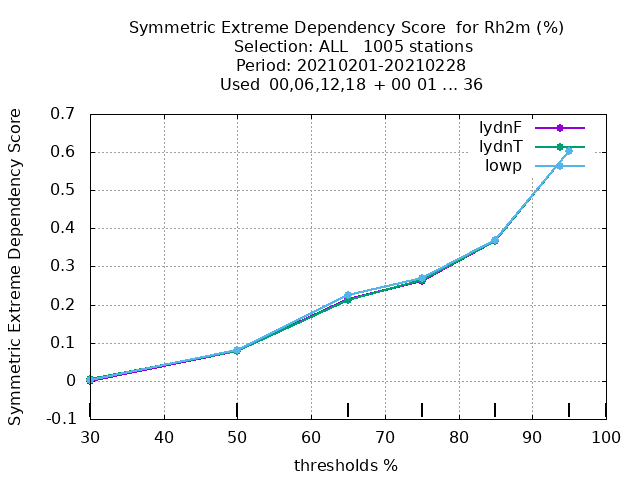 Symmetric Extreme Dependency Score  for Rh2m (%)
Selection: ALL   1005 stations
Period: 20210201-20210228
Used  00,06,12,18  + 00 01 ... 36
Symmetric Extreme Dependency Score
0.7
0.6
0.5
0.4
0.3
0.2
0.1
0
-0.1
lydnF
lydnT
lowp
30 40 50 60 70 80 90 100
thresholds %